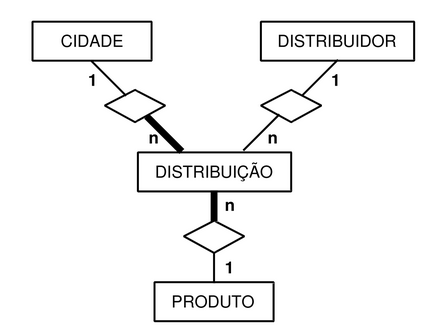 CIDADE
DISTRIBUIDOR
1
1
n
n
DISTRIBUIÇÃO
n
1
PRODUTO